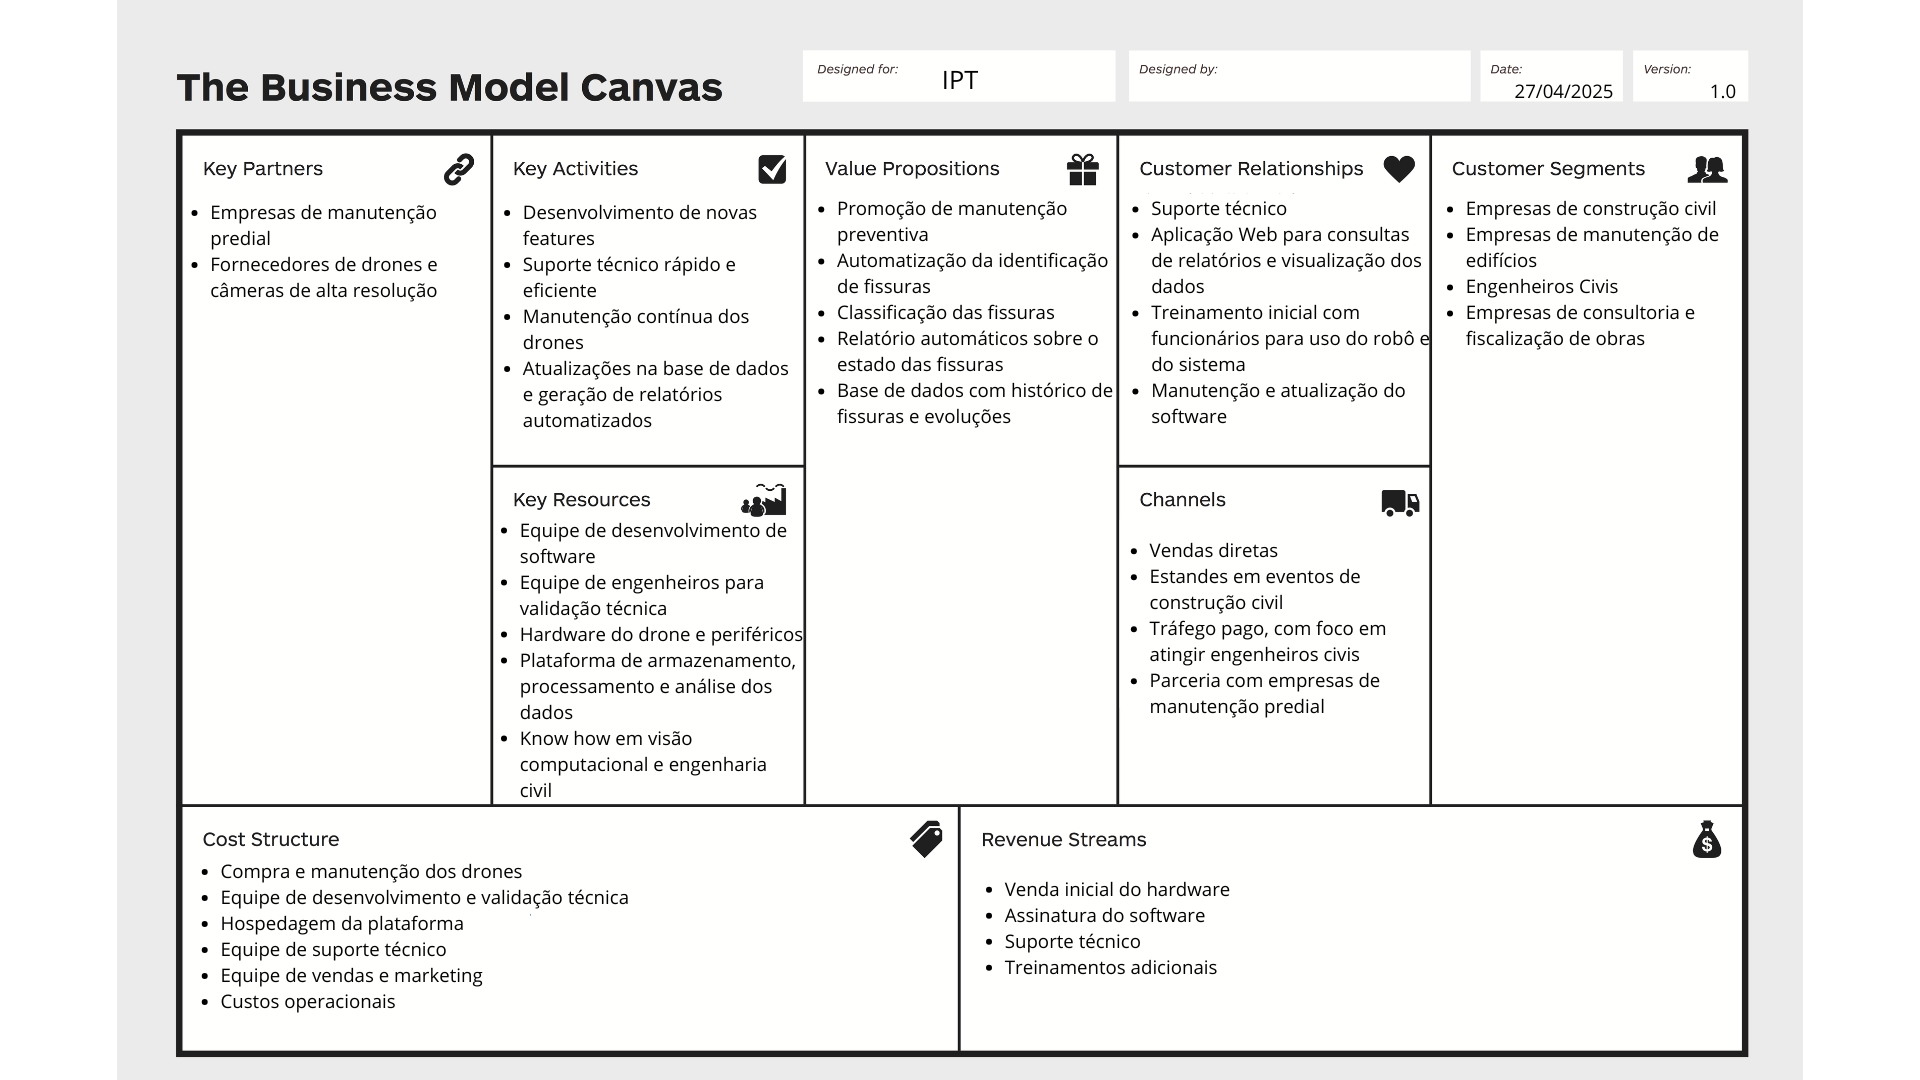 The Business Model Canvas
Designed for:
IPT
Designed by:
Date:
27/04/2025
Version:
1.0
Key Partners
Empresas de manutenção
predial
Fornecedores de drones e
câmeras de alta resolução
Key Activities
Desenvolvimento de novas
features
Suporte técnico rápido e
eficiente
Manutenção contínua dos
drones
Atualizações na base de dados
e geração de relatórios
automatizados
Key Resources
Equipe de desenvolvimento de
software
Equipe de engenheiros para
validação técnica
Hardware do drone e periféricos
Plataforma de armazenamento,
processamento e análise dos
dados
Know how em visão
computacional e engenharia
civil
Value Propositions
Promoção de manutenção
preventiva
Automatização da identificação
de fissuras
Classificação das fissuras
Relatório automáticos sobre o
estado das fissuras
Base de dados com histórico de
fissuras e evoluções
Customer Relationships
Suporte técnico
Aplicação Web para consultas
de relatórios e visualização dos
dados
Treinamento inicial com
funcionários para uso do robô e
do sistema
Manutenção e atualização do
software
Channels
Vendas diretas
Estandes em eventos de
construção civil
Tráfego pago, com foco em
atingir engenheiros civis
Parceria com empresas de
manutenção predial
Customer Segments
Empresas de construção civil
Empresas de manutenção de
edifícios
Engenheiros Civis
Empresas de consultoria e
fiscalização de obras
Cost Structure
Compra e manutenção dos drones
Equipe de desenvolvimento e validação técnica
Hospedagem da plataforma
Equipe de suporte técnico
Equipe de vendas e marketing
Custos operacionais
Revenue Streams
Venda inicial do hardware
Assinatura do software
Suporte técnico
Treinamentos adicionais